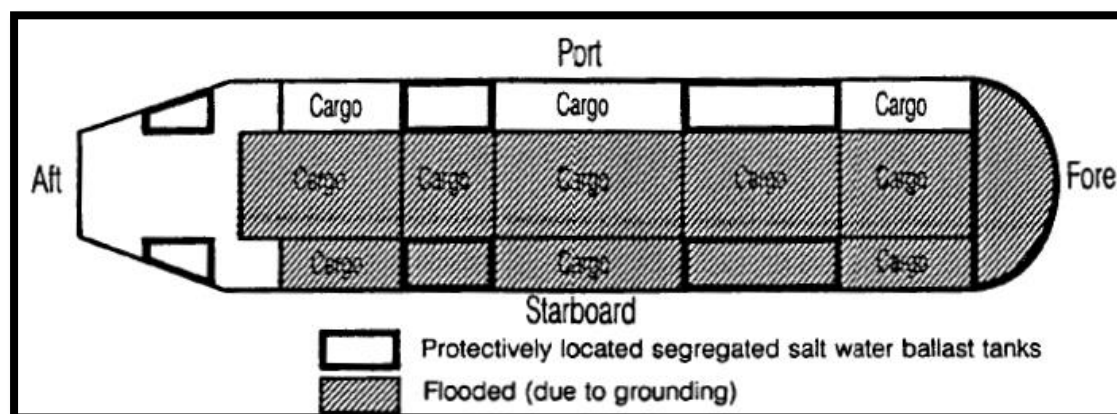 Port
Cargo Cargo Cargo
Aft Cargo Cargo Cargo Cargo Cargo Fore
Cargo Cargo Cargo
Starboard
Protectively located segregated salt water ballast tanks
Flooded (due to grounding)